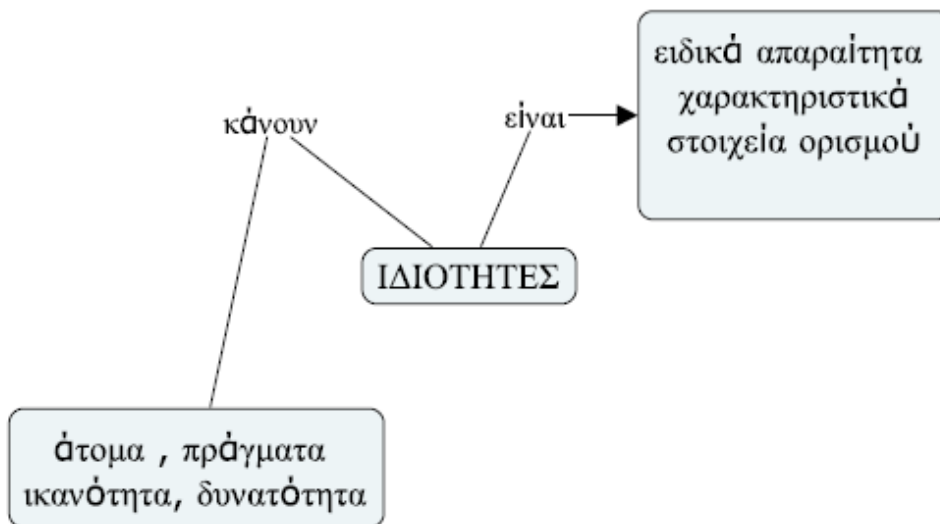 ειδικά απαραίτητα
χαρακτηριστικά
στοιχεία ορισμού
κάνουν
είναι
ΙΔΙΟΤΗΤΕΣ
άτομα , πράγματα
ικανότητα, δυνατότητα